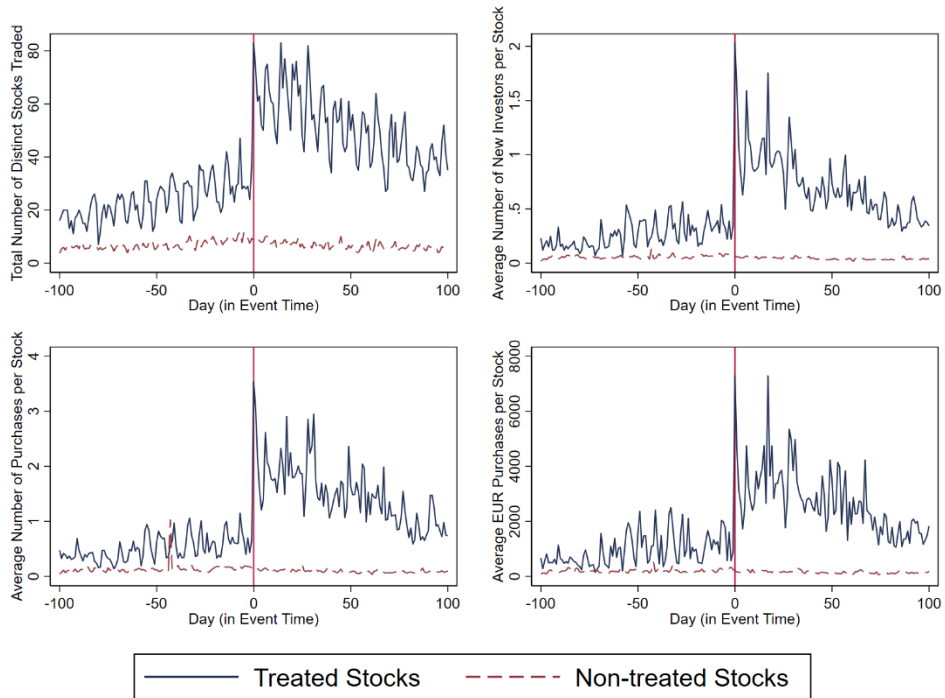 Total Number of Distinct Stocks Traded
80
60
40
20
0
-100 -50 0 50 100
Day (in Event Time)
Average Number of New Investors per Stock
2
1.5
1
.5
0
-100 -50 0 50 100
Day (in Event Time)
Average Number of Purchases per Stock
4
3
2
1
0
-100 -50 0 50 100
Day (in Event Time)
Average EUR Purchases per Stock
8000
6000
4000
2000
0
-100 -50 0 50 100
Day (in Event Time)
Treated Stocks Non-treated Stocks